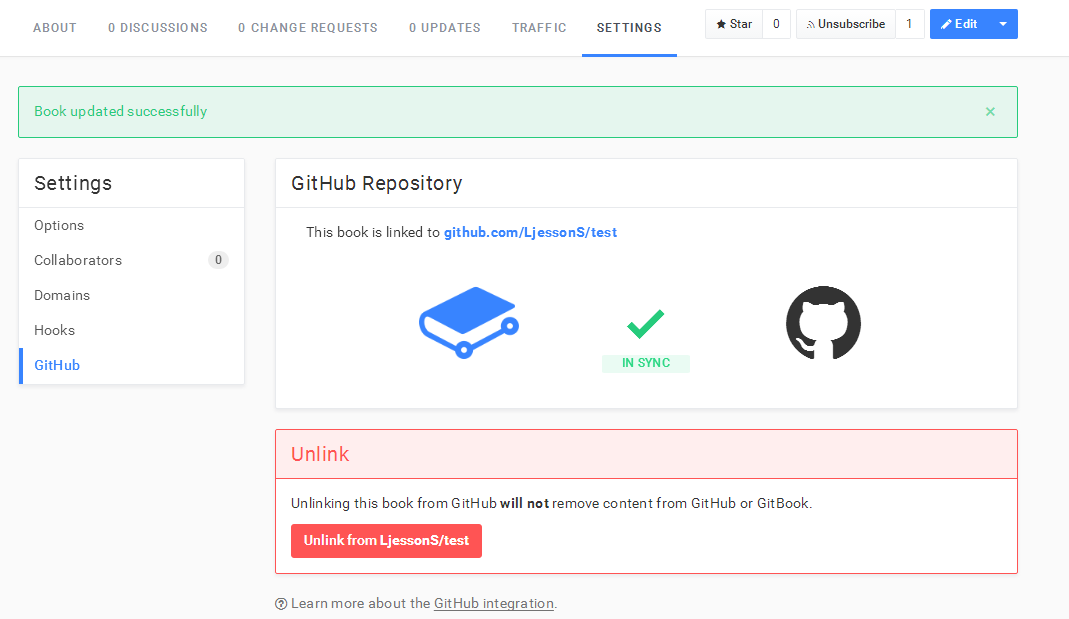 ABOUT 0 DISCUSSIONS 0 CHANGE REQUESTS 0 UPDATES TRAFFIC SETTINGS Star 0 Unsubscribe 1 Edit
Book updated successfully ×
Settings
Options
Collaborators 0
Domains
Hooks
GitHub
GitHub Repository
This book is linked to github.com/LjessonS/test
IN SYNC
Unlink
Unlinking this book from GitHub will not remove content from GitHub or GitBook.
Unlink from LjessonS/test
Learn more about the GitHub integration.